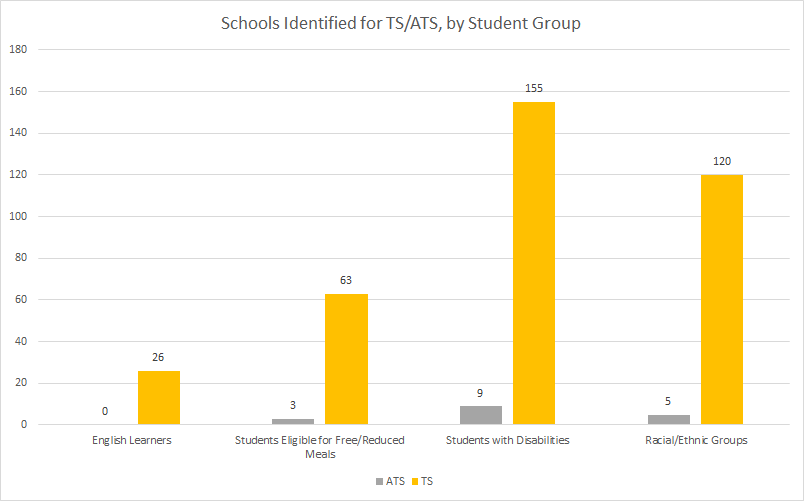 Schools Identified for TS/ATS, by Student Group
180
160
140
120
100
80
60
40
20
0
0
26
3
63
9
155
5
120
English Learners
Students Eligible for Free/Reduced
Meals
Students with Disabilities
Racial/Ethnic Groups
ATS
TS